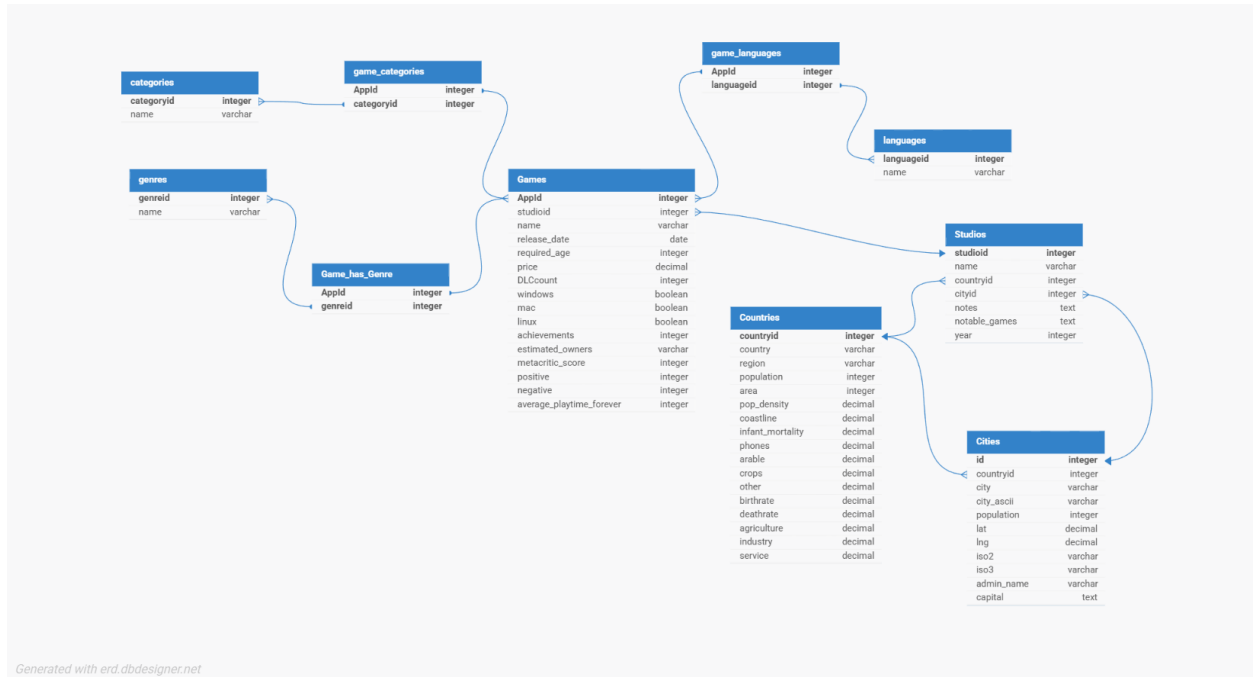 categories
categoryid integer
name varchar
game_categories
AppId integer
categoryid integer
game_languages
AppId integer
languageid integer
languages
languageid integer
name varchar
genres
genreid integer
name varchar
Game_has_Genre
AppId integer
genreid integer
Games
AppId integer
studioid integer
name varchar
release_date date
required_age integer
price decimal
DLCcount integer
windows boolean
mac boolean
linux boolean
achievements integer
estimated_owners varchar
metacritic_score integer
positive integer
negative integer
average_playtime_forever integer
Studios
studioid integer
name varchar
countryid integer
cityid integer
notes text
notable_games text
year integer
Countries
countryid integer
country varchar
region varchar
population integer
area integer
pop_density decimal
coastline decimal
infant_mortality decimal
phones decimal
arable decimal
crops decimal
other decimal
birthrate decimal
deathrate decimal
agriculture decimal
industry decimal
service decimal
Cities
id integer
countryid integer
city varchar
city_ascii varchar
population integer
lat decimal
lng decimal
iso2 varchar
iso3 varchar
admin_name varchar
capital text
Generated with erd.dbdesigner.net